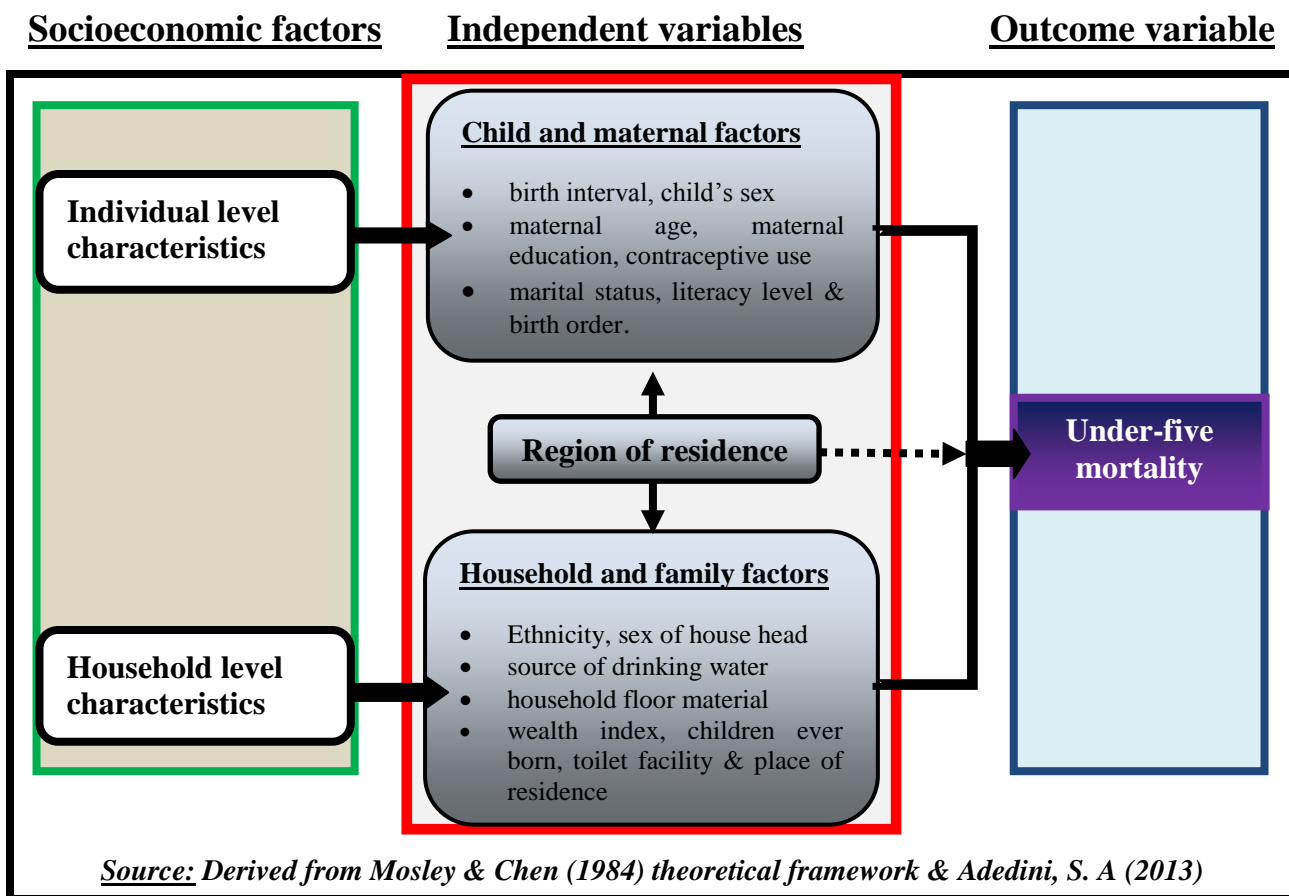 Socioeconomic factors
Independent variables
Outcome variable
Individual level
characteristics
Child and maternal factors
• birth interval, child’s sex
• maternal age, maternal
education, contraceptive use
• marital status, literacy level &
birth order.
Region of residence
Under-five
mortality
Household level
characteristics
Household and family factors
• Ethnicity, sex of house head
• source of drinking water
• household floor material
• wealth index, children ever
born, toilet facility & place of
residence
Source: Derived from Mosley & Chen (1984) theoretical framework & Adedini, S. A (2013)